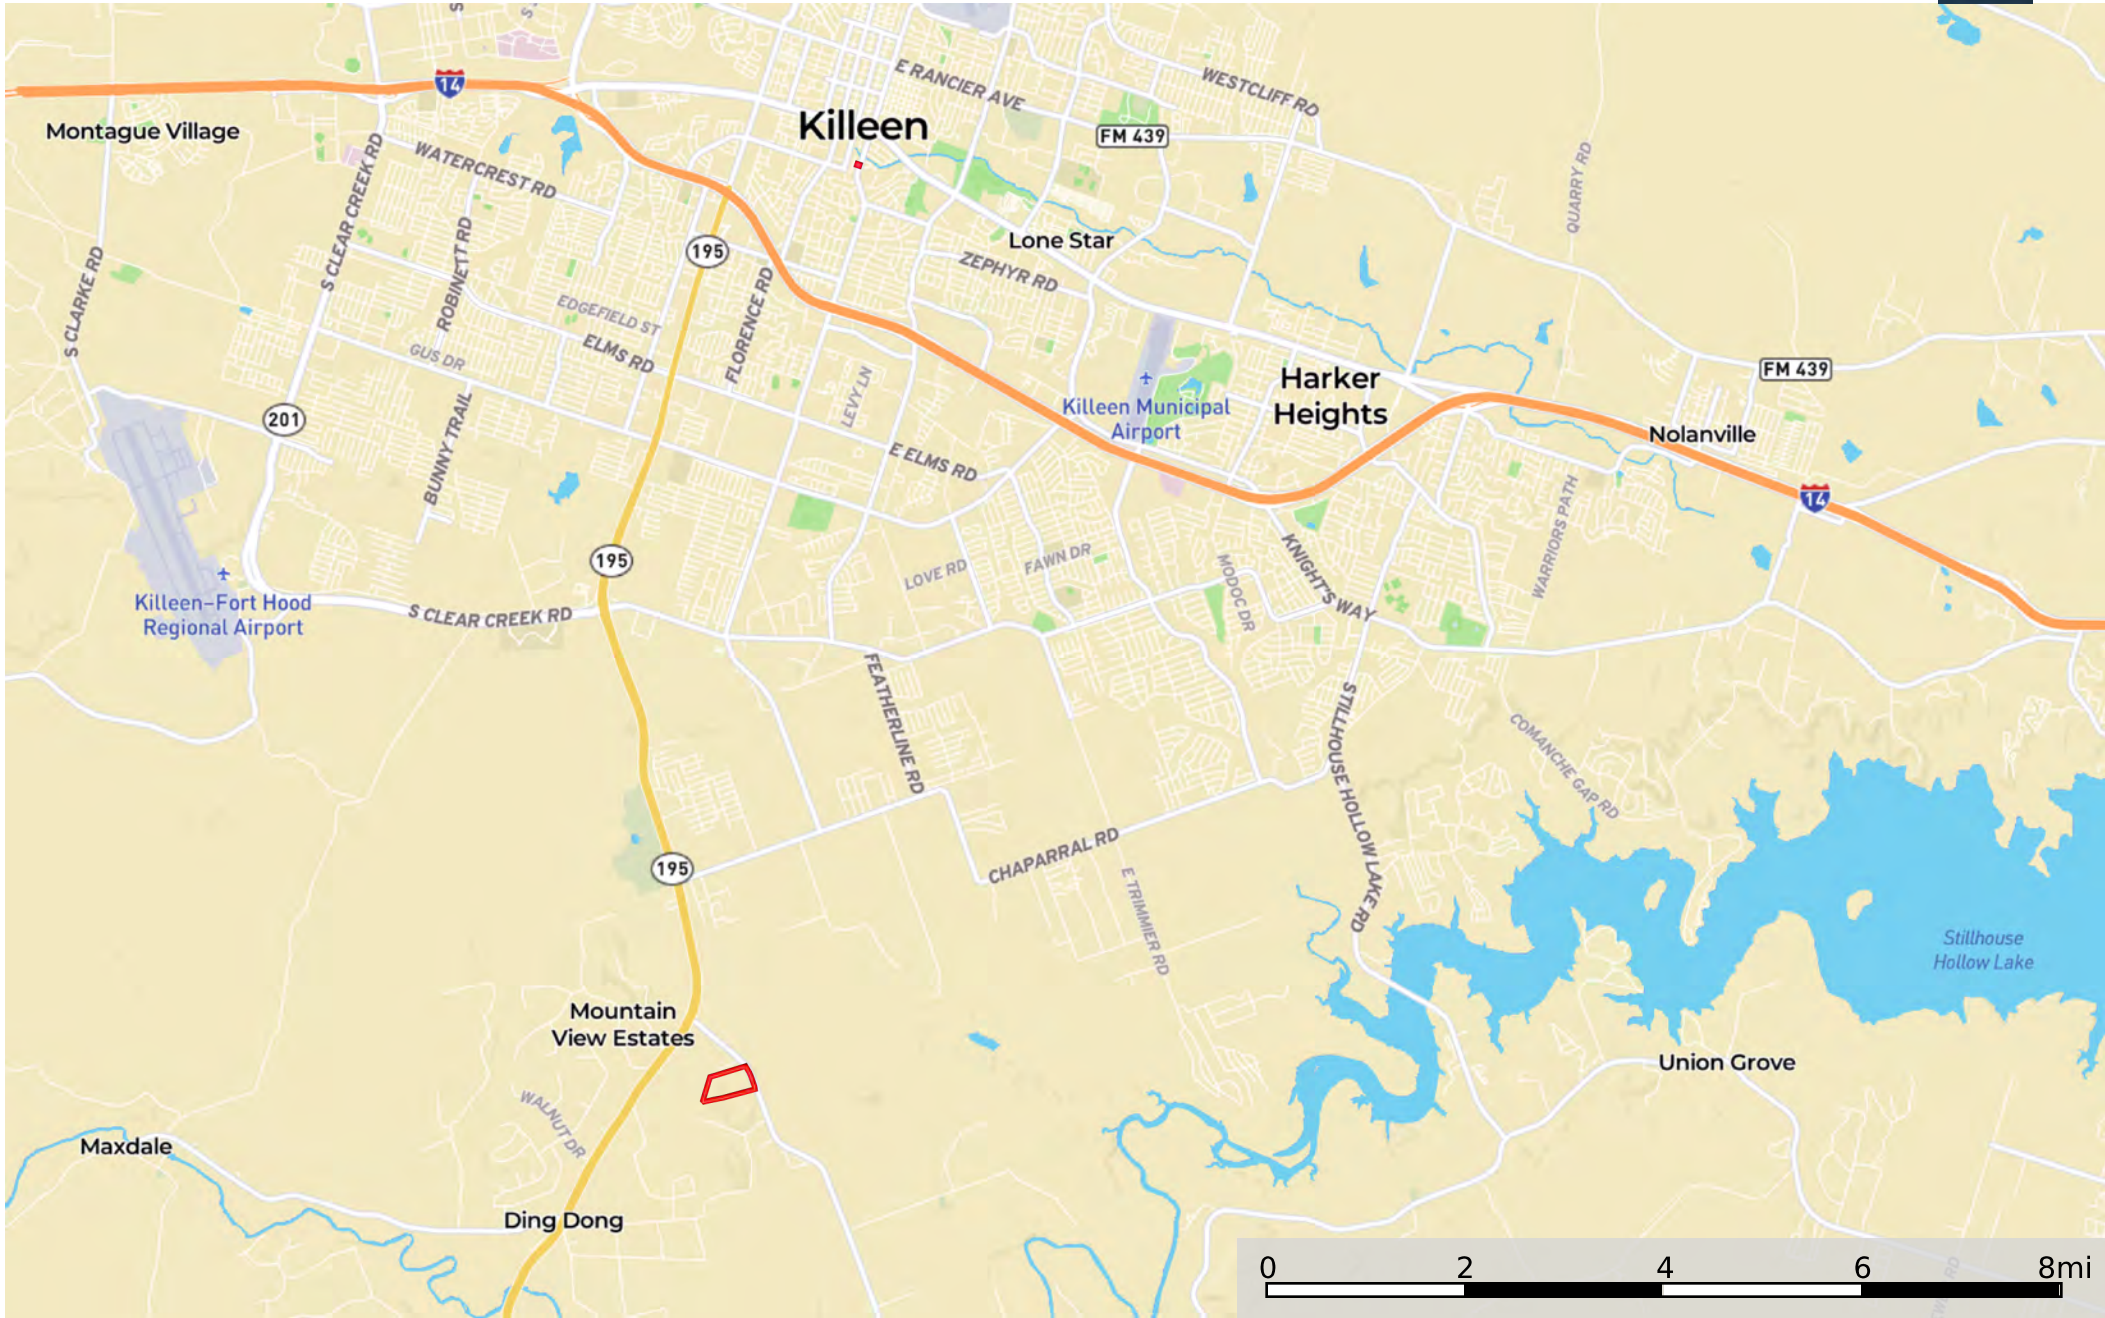 E RANCIER AVE
WESTCLIFF RD
14
Montague Village
Killeen
FM 439
S CLEAR CREEK RD
WATERCREST RD
QUARRY RD
ROBINETT RD
195
Lone Star
S CLARKE RD
ZEPHYR RD
EDGEFIELD ST
FLORENCE RD
GUS DR
ELMS RD
LEVY LN
FM 439
Harker
Heights
Killeen Municipal
Airport
201
BUNNY TRAIL
Nolanville
E ELMS RD
14
WARRIORS PATH
195
LOVE RD
FAWN DR
MODOC DR
KNIGHT'S WAY
Killeen-Fort Hood
Regional Airport
S CLEAR CREEK RD
FEATHERLINE RD
STILLHOUSE HOLLOW LAKE RD
COMANCHE GAP RD
195
CHAPARRAL RD
E TRIMMIER RD
Stillhouse
Hollow Lake
Mountain
View Estates
Union Grove
WALNUT DR
Maxdale
Ding Dong
0 2 4 6 8mi